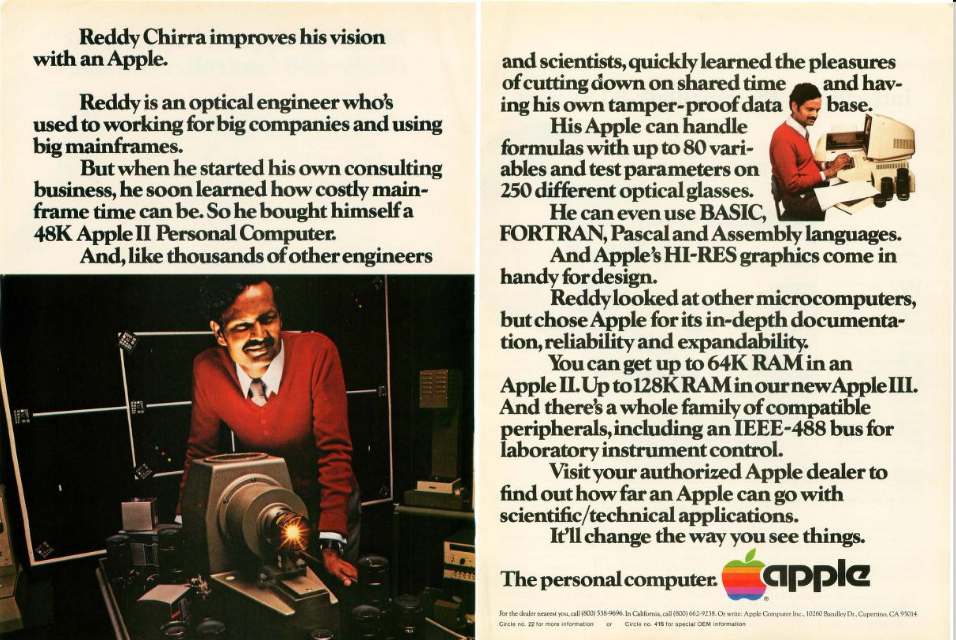 Reddy Chirra improves his vision
with an Apple.
Reddy is an optical engineer who's
used to working for big companies and using
big mainframes.
But when he started his own consulting
business, he soon learned how costly main-
frame time can be. So he bought himself a
48K Apple II Personal Computer.
And, like thousands of other engineers
and scientists, quickly learned the pleasures
of cutting down on shared time and hav-
ing his own tamper-proof data base.
His Apple can handle
formulas with up to 80 vari-
ables and test parameters on
250 different optical glasses.
He can even use BASIC,
FORTRAN, Pascal and Assembly languages.
And Apple's HI-RES graphics come in
handy for design.
Reddy looked at other microcomputers,
but chose Apple for its in-depth documenta-
tion, reliability and expandability.
You can get up to 64K RAM in an
Apple II. Up to 128K RAM in our new Apple III.
And there's a whole family of compatible
peripherals, including an IEEE-488 bus for
laboratory instrument control.
Visit your authorized Apple dealer to
find out how far an Apple can go with
scientific/technical applications.
It'll change the way you see things.
The personal computer. apple
For the dealer nearest you, call (800) 538-9696. In California, call (800) 662-9238. Or write: Apple Computer Inc., 10260 Bandley Dr., Cupertino, CA 95014.
Circle no. 22 for more information or Circle no. 416 for special OEM information